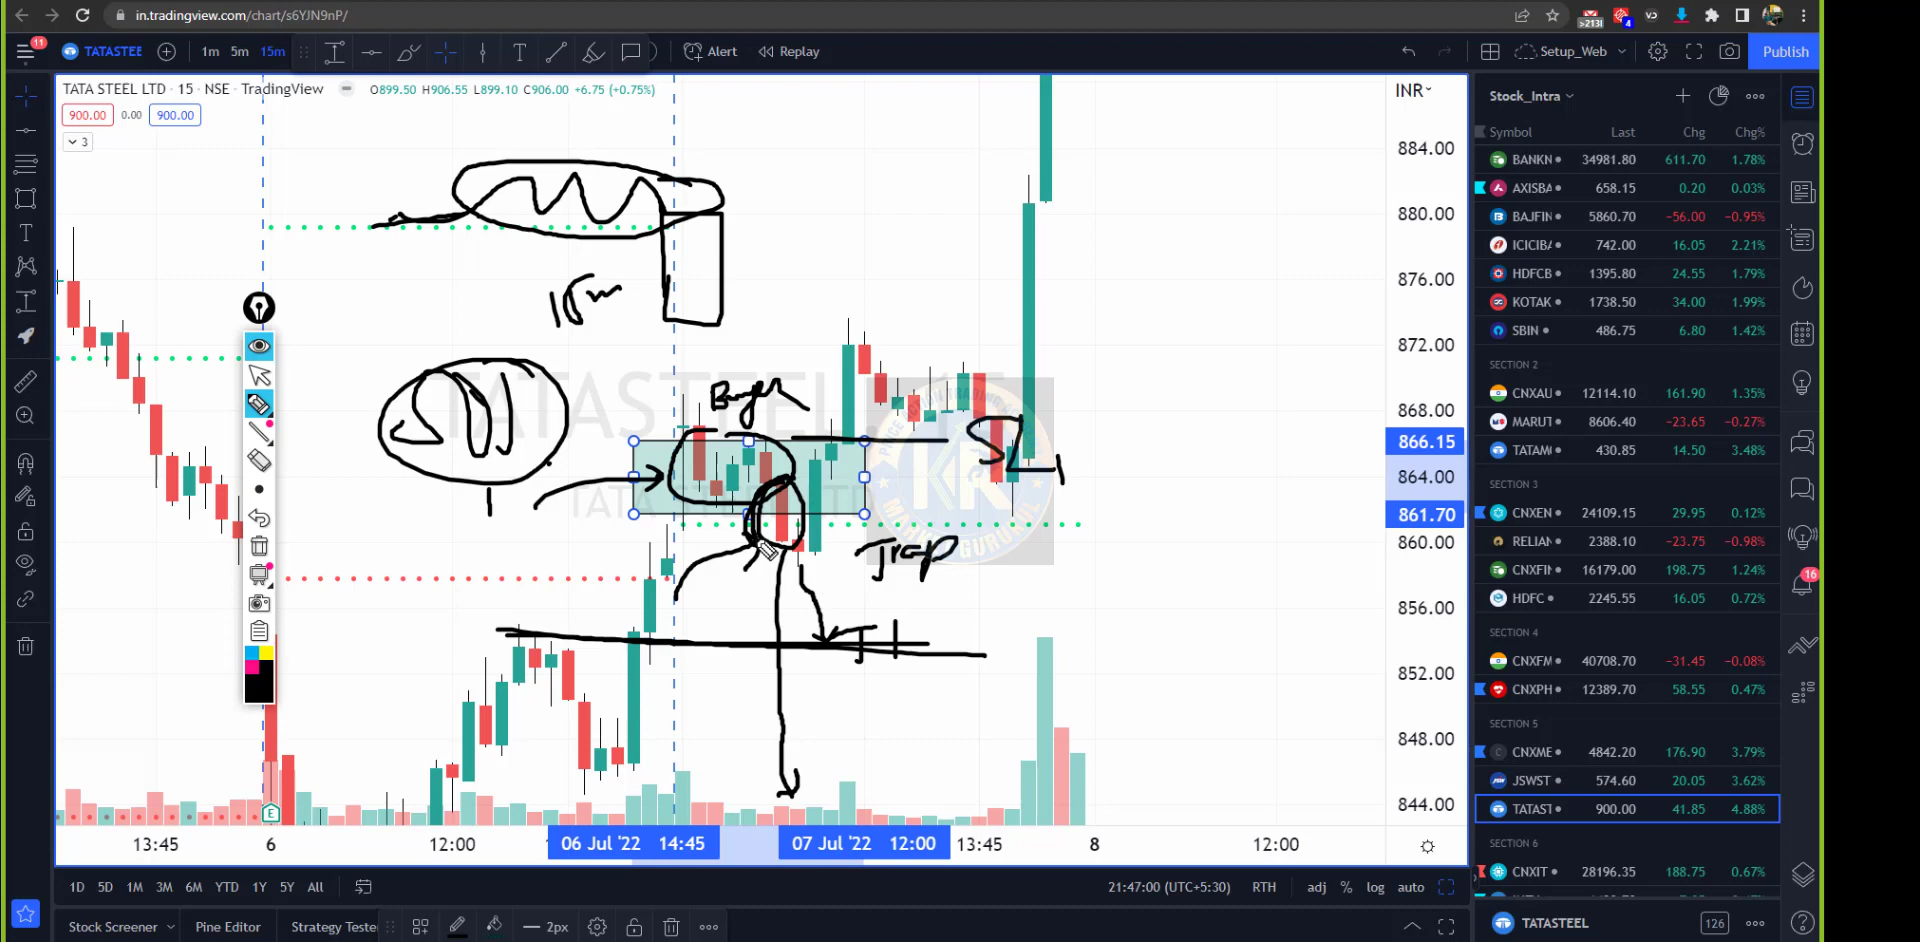 in.tradingview.com/chart/s6YJN9nP/
>213I
4
VD
11
TATASTEE
1m 5m 15m
T
Alert
Replay
Setup_Web
Publish
TATA STEEL LTD · 15 · NSE · TradingView
O899.50 H906.55 L899.10 C906.00 +6.75 (+0.75%)
900.00 0.00 900.00
3
INR
884.00
880.00
876.00
872.00
868.00
866.15
864.00
861.70
860.00
856.00
852.00
848.00
844.00
15m
Buyer
SL
Trap
TATASTEEL
TATA STEEL LTD
KR
E
13:45 6 12:00 06 Jul '22 14:45 07 Jul '22 12:00 13:45 8 12:00
1D 5D 1M 3M 6M YTD 1Y 5Y All
21:47:00 (UTC+5:30) RTH adj % log auto
Stock Screener Pine Editor Strategy Tester
2px
Stock_Intra
Symbol Last Chg Chg%
BANKN 34981.80 611.70 1.78%
AXISBA 658.15 0.20 0.03%
BAJFIN 5860.70 −56.00 −0.95%
ICICIBA 742.00 16.05 2.21%
HDFCB 1395.80 24.55 1.79%
KOTAK 1738.50 34.00 1.99%
SBIN 486.75 6.80 1.42%
SECTION 2
CNXAU 12114.10 161.90 1.35%
MARUT 8606.40 −23.65 −0.27%
TATAM 430.85 14.50 3.48%
SECTION 3
CNXEN 24109.15 29.95 0.12%
RELIAN 2388.10 −23.75 −0.98%
CNXFIN 16179.00 198.75 1.24%
HDFC 2245.55 16.05 0.72%
SECTION 4
CNXFM 40708.70 −31.45 −0.08%
CNXPH 12389.70 58.55 0.47%
SECTION 5
CNXME 4842.20 176.90 3.79%
JSWST 574.60 20.05 3.62%
TATAST 900.00 41.85 4.88%
SECTION 6
CNXIT 28196.35 188.75 0.67%
TATASTEEL 126
16